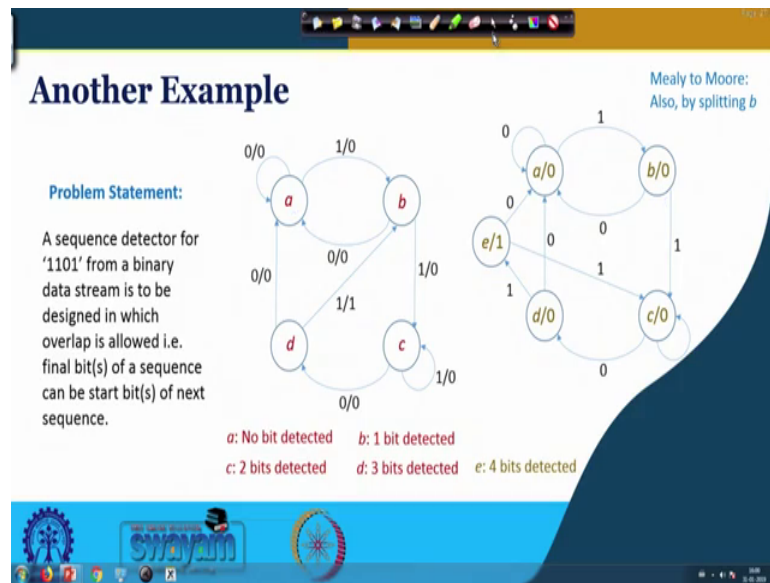 Another Example
Mealy to Moore:
Also, by splitting b
Problem Statement:
A sequence detector for
‘1101’ from a binary
data stream is to be
designed in which
overlap is allowed i.e.
final bit(s) of a sequence
can be start bit(s) of next
sequence.
0/0
1/0
a
b
0/0
0/0
1/0
1/1
d
c
1/0
0/0
0
1
a/0
b/0
0
0
e/1
0
1
1
1
d/0
c/0
0
a: No bit detected
b: 1 bit detected
c: 2 bits detected
d: 3 bits detected
e: 4 bits detected
swayam